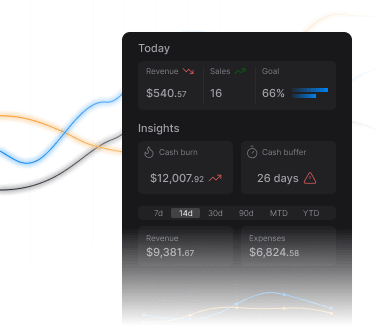 Today
Revenue Sales Goal
$540.57 16 66%
Insights
Cash burn Cash buffer
$12,007.92 26 days
7d 14d 30d 90d MTD YTD
Revenue Expenses
$9,381.67 $6,824.58